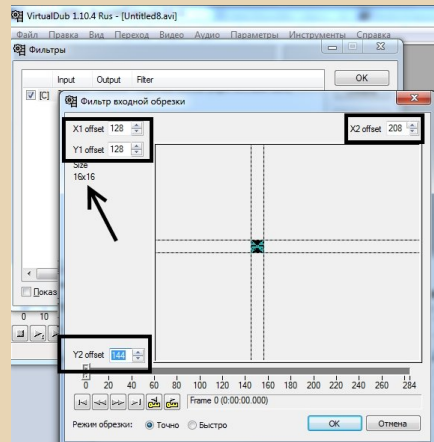 VirtualDub 1.10.4 Rus - [Untitled8.avi]
Файл Правка Вид Переход Видео Аудио Параметры Инструменты Справка
Фильтры
Input Output Filter
OK
[C]
Фильтр входной обрезки
X1 offset 128
X2 offset 208
Y1 offset 128
Size
16x16
Показ
0 10
Y2 offset 144
0 20 40 60 80 100 120 140 160 180 200 220 240 260 284
Frame 0 (0:00:00.000)
Режим обрезки: Точно Быстро
OK Отмена